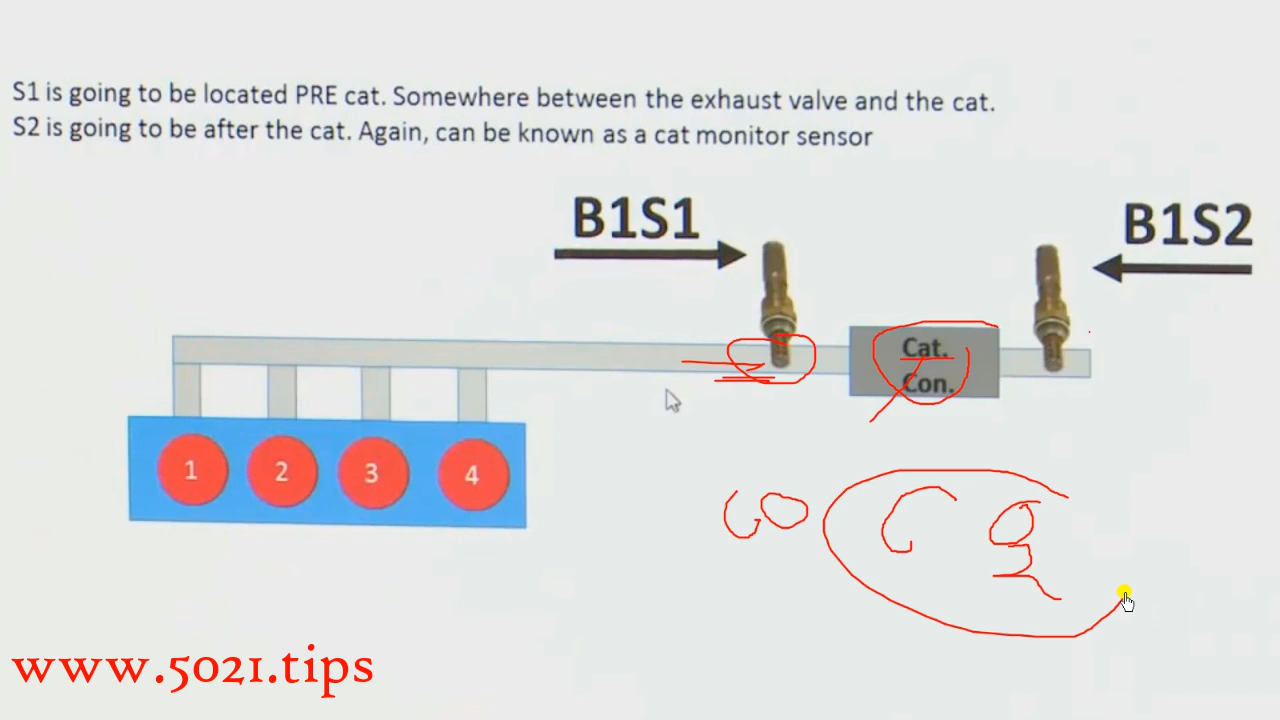 S1 is going to be located PRE cat. Somewhere between the exhaust valve and the cat.
S2 is going to be after the cat. Again, can be known as a cat monitor sensor
B1S1
B1S2
Cat.
Con.
1 2 3 4
CO
www.5021.tips